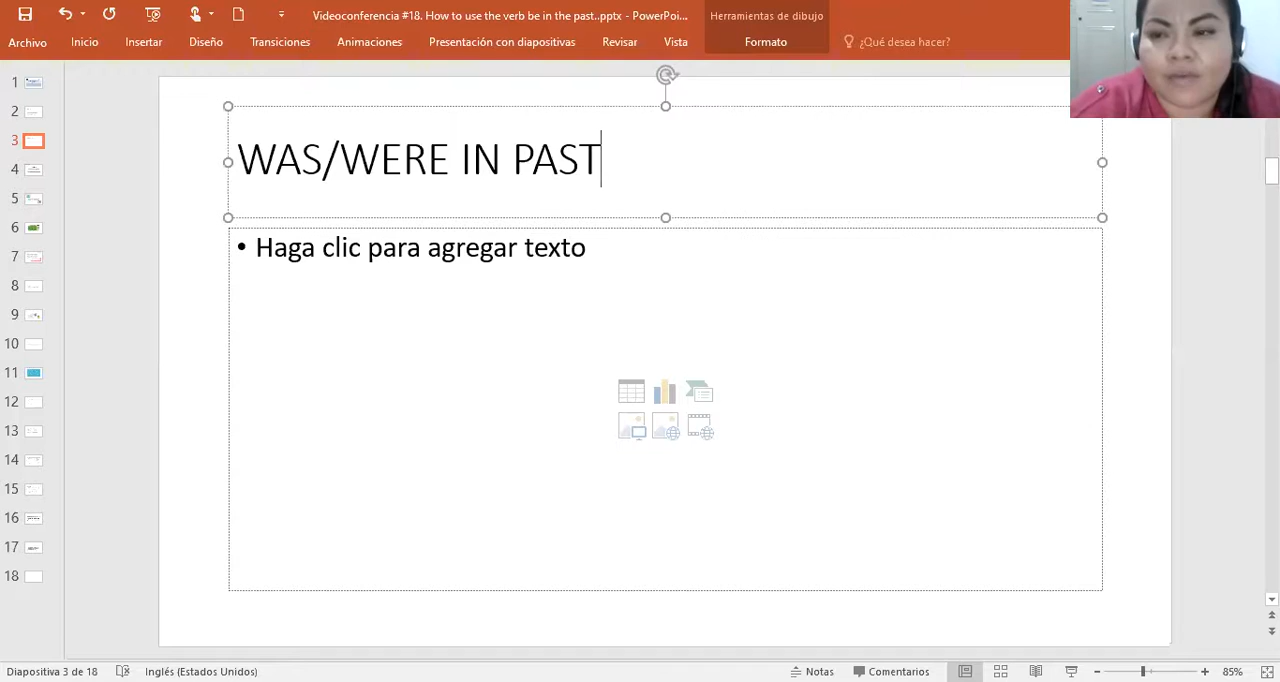 Videoconferencia #18. How to use the verb be in the past..pptx - PowerPoi...
Herramientas de dibujo
Archivo
Inicio
Insertar
Diseño
Transiciones
Animaciones
Presentación con diapositivas
Revisar
Vista
Formato
¿Qué desea hacer?
1
2
3
4
5
6
7
8
9
10
11
12
13
14
15
16
17
18
WAS/WERE IN PAST
• Haga clic para agregar texto
Diapositiva 3 de 18
Inglés (Estados Unidos)
Notas
Comentarios
85%